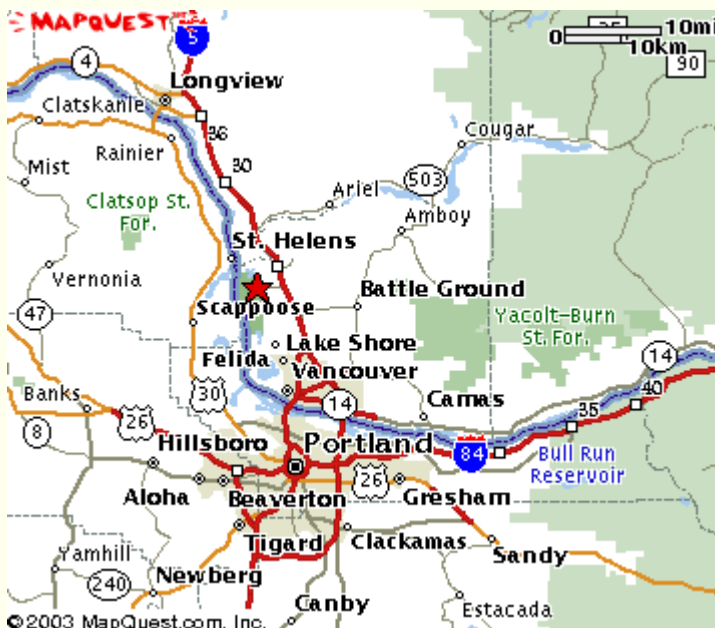 MAPQUEST
5
0
10mi
10km
25
90
4
Longview
Clatskanie
36
Rainier
30
Cougar
Mist
503
Ariel
Clatsop St.
For.
Amboy
St. Helens
Vernonia
Battle Ground
Scappoose
47
Yacolt-Burn
St. For.
Lake Shore
Felida
Vancouver
14
30
14
Camas
40
Banks
35
26
8
Hillsboro
Portland
84
Bull Run
Reservoir
26
Aloha
Beaverton
Gresham
Tigard
Clackamas
Sandy
Yamhill
Newberg
240
Canby
Estacada
©2003 MapQuest.com, Inc.